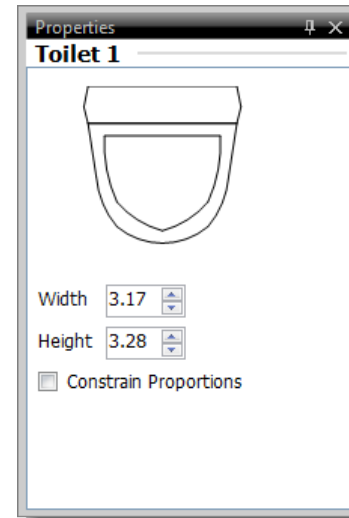 Properties
Toilet 1
Width 3.17
Height 3.28
Constrain Proportions